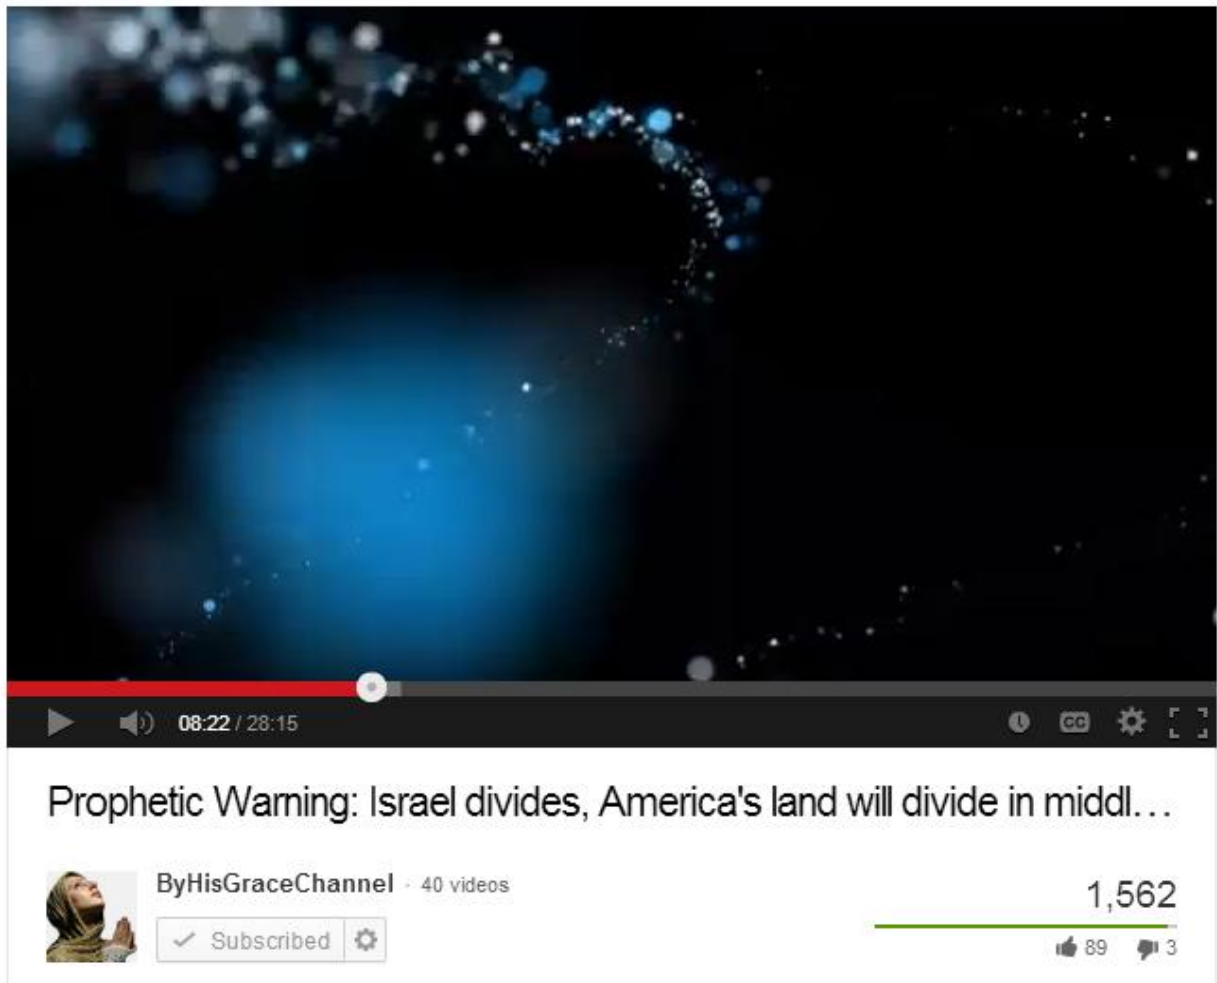 08:22 / 28:15
CC
Prophetic Warning: Israel divides, America's land will divide in middl...
ByHisGraceChannel · 40 videos
1,562
Subscribed
89 3